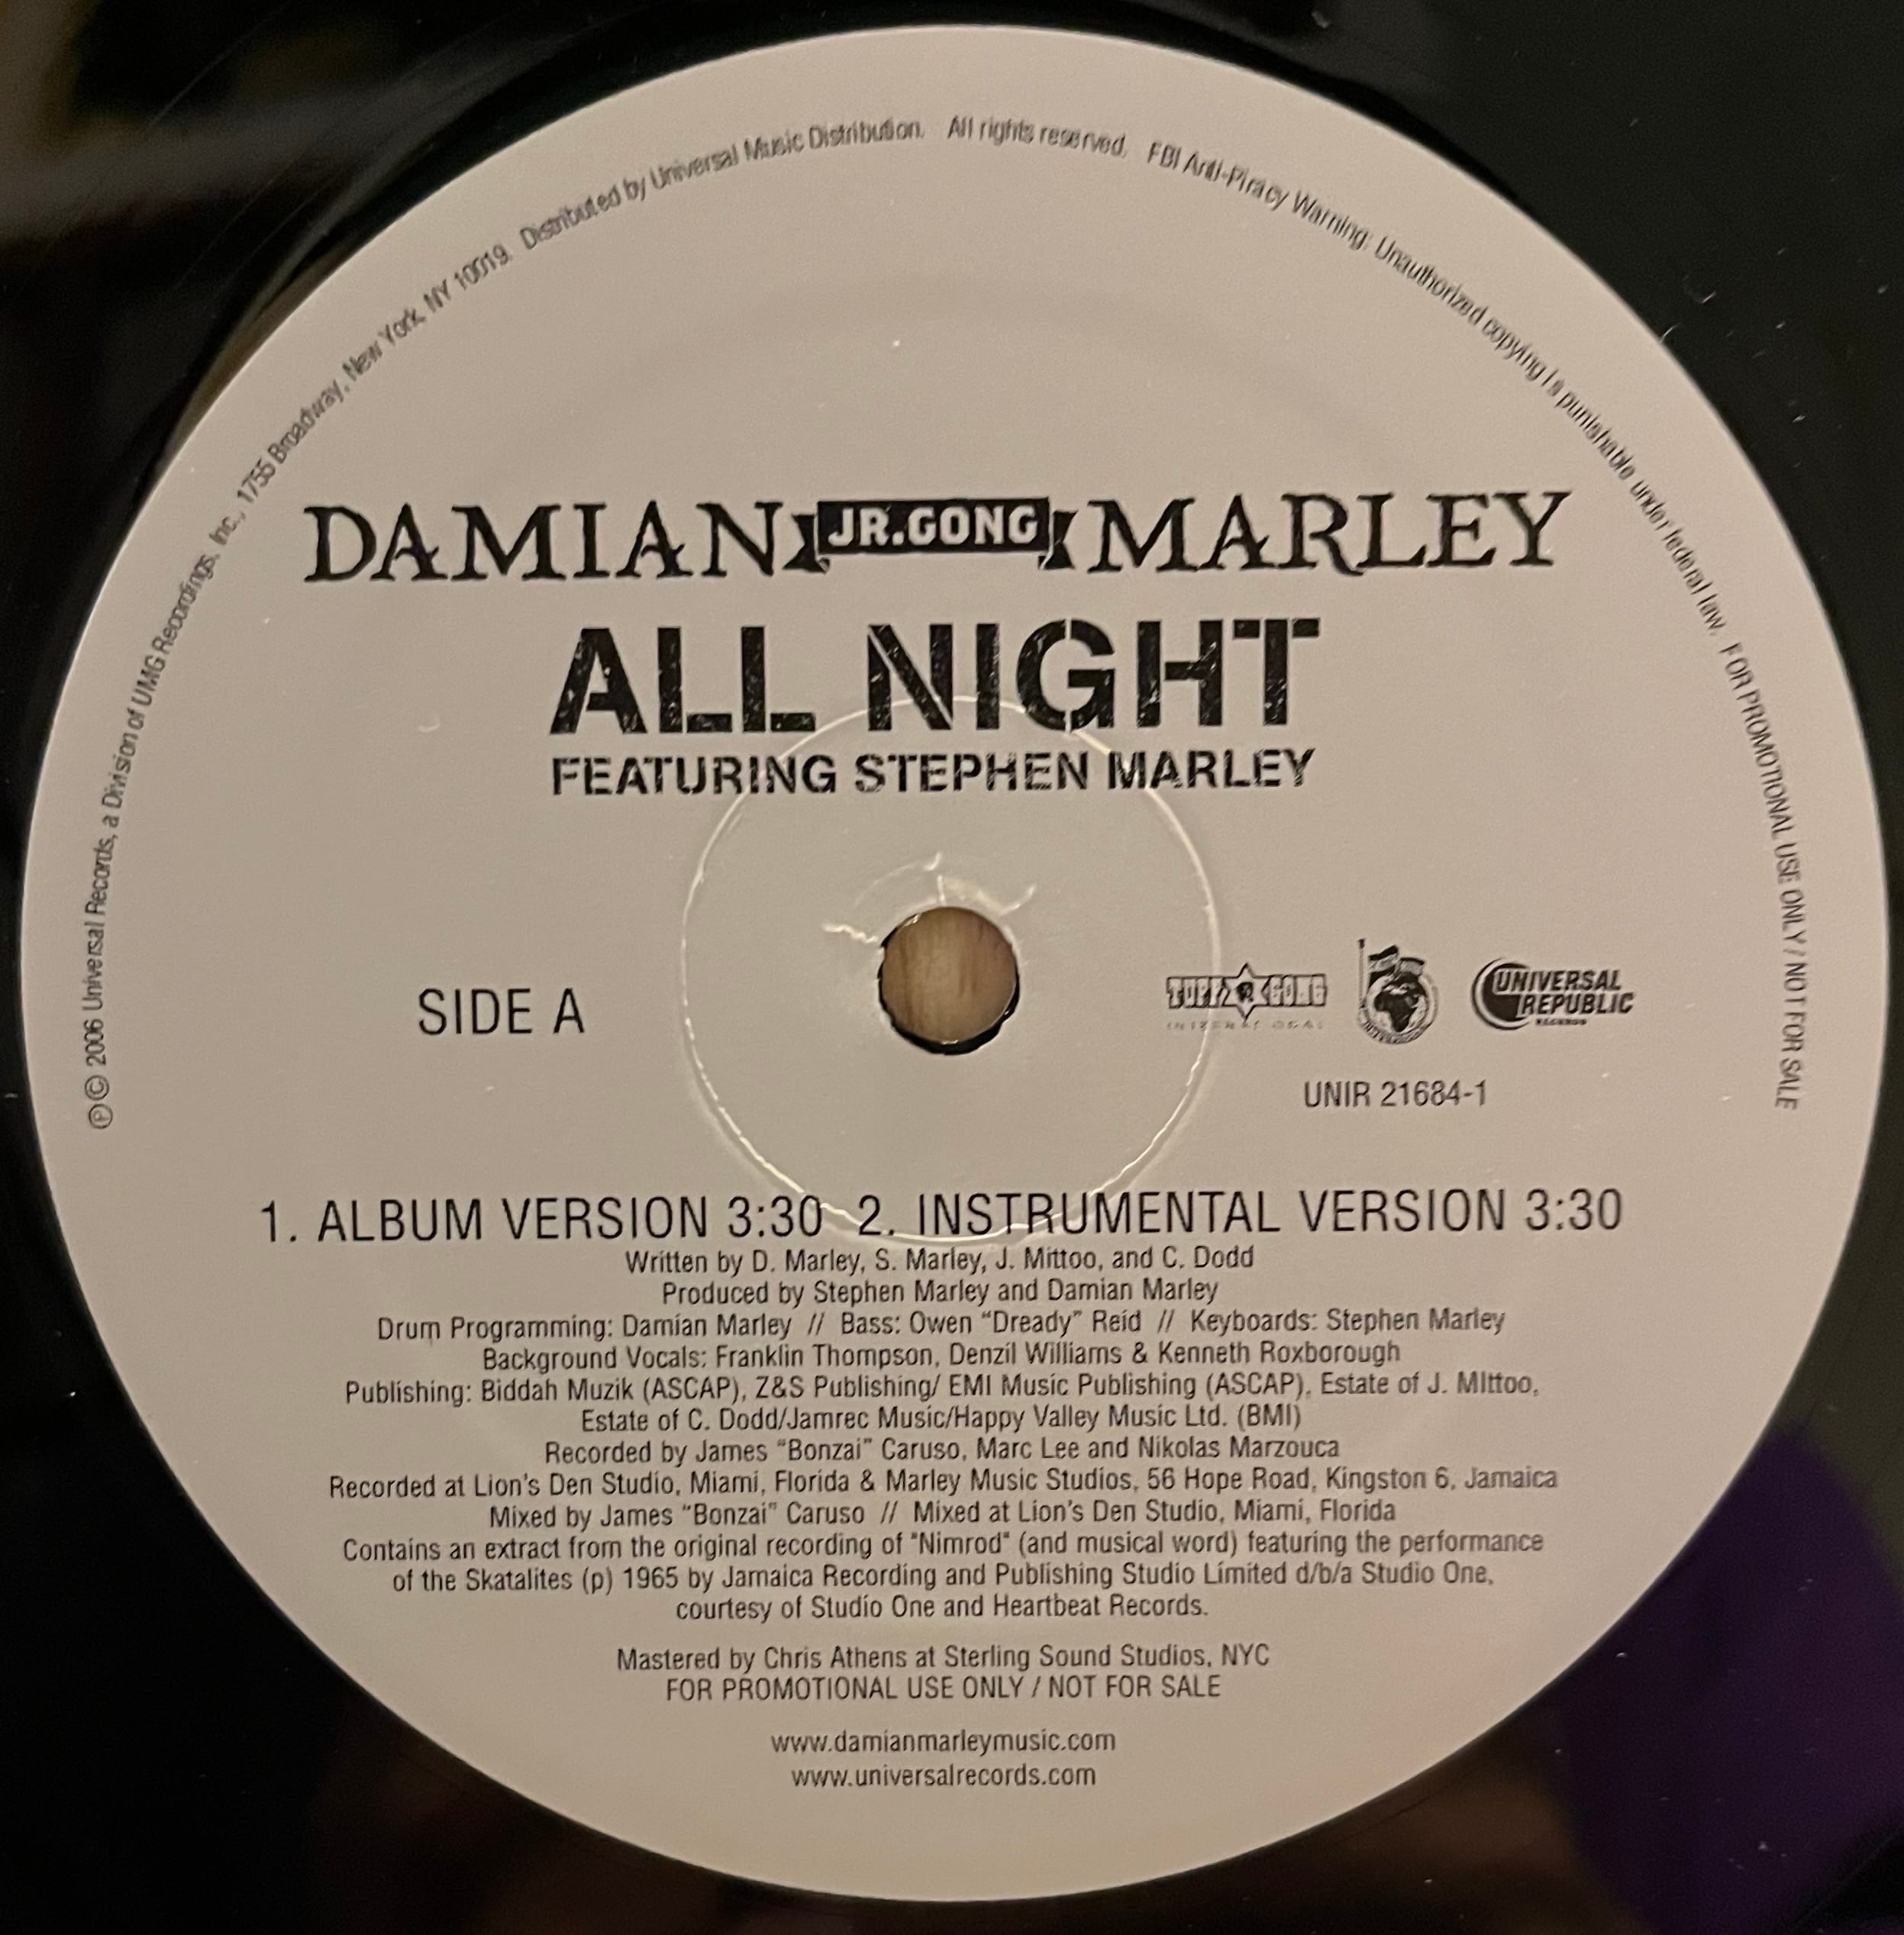 ℗© 2006 Universal Records, a Division of UMG Recordings, Inc., 1755 Broadway, New York, NY 10019. Distributed by Universal Music Distribution. All rights reserved. FBI Anti-Piracy Warning: Unauthorized copying is punishable under federal law. FOR PROMOTIONAL USE ONLY / NOT FOR SALE
DAMIAN JR.GONG MARLEY
ALL NIGHT
FEATURING STEPHEN MARLEY
SIDE A
TUFF GONG
INTERNATIONAL
UNIVERSAL
REPUBLIC
RECORDS
UNIR 21684-1
1. ALBUM VERSION 3:30 2. INSTRUMENTAL VERSION 3:30
Written by D. Marley, S. Marley, J. Mittoo, and C. Dodd
Produced by Stephen Marley and Damian Marley
Drum Programming: Damian Marley // Bass: Owen “Dready” Reid // Keyboards: Stephen Marley
Background Vocals: Franklin Thompson, Denzil Williams & Kenneth Roxborough
Publishing: Biddah Muzik (ASCAP), Z&S Publishing/ EMI Music Publishing (ASCAP), Estate of J. MIttoo,
Estate of C. Dodd/Jamrec Music/Happy Valley Music Ltd. (BMI)
Recorded by James “Bonzai” Caruso, Marc Lee and Nikolas Marzouca
Recorded at Lion's Den Studio, Miami, Florida & Marley Music Studios, 56 Hope Road, Kingston 6, Jamaica
Mixed by James “Bonzai” Caruso // Mixed at Lion's Den Studio, Miami, Florida
Contains an extract from the original recording of "Nimrod" (and musical word) featuring the performance
of the Skatalites (p) 1965 by Jamaica Recording and Publishing Studio Limited d/b/a Studio One,
courtesy of Studio One and Heartbeat Records.
Mastered by Chris Athens at Sterling Sound Studios, NYC
FOR PROMOTIONAL USE ONLY / NOT FOR SALE
www.damianmarleymusic.com
www.universalrecords.com